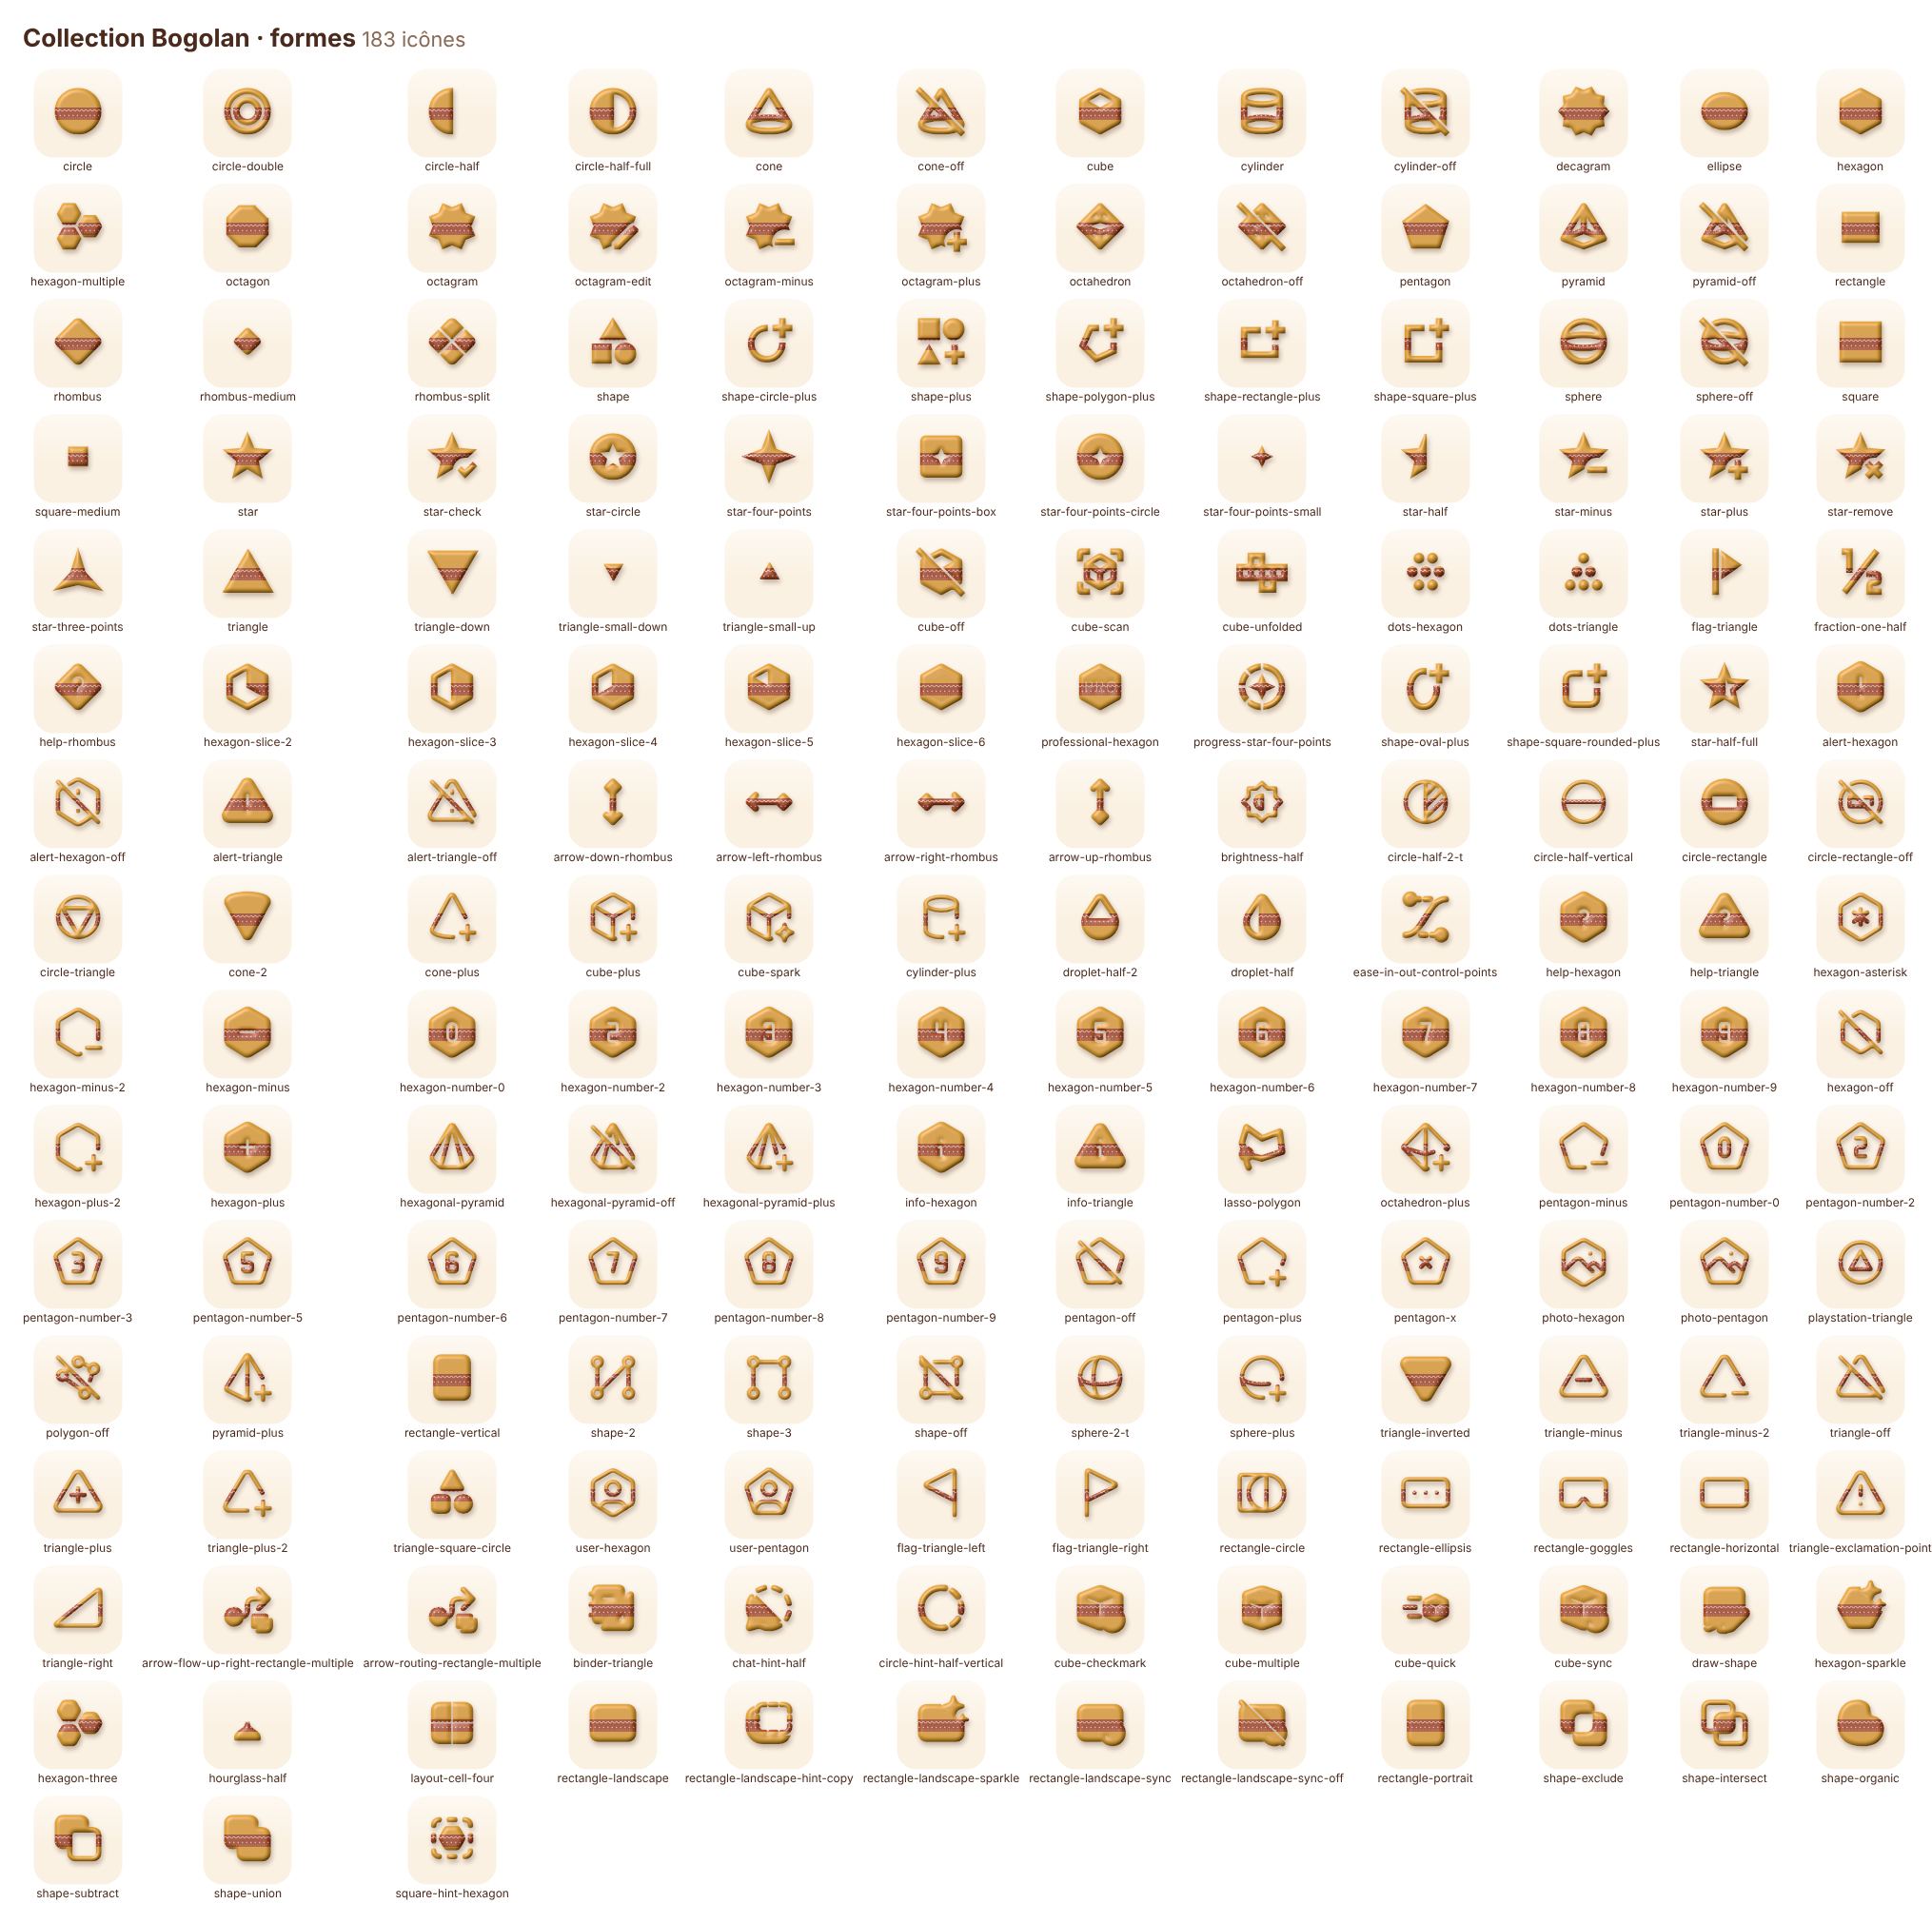 Collection Bogolan · formes 183 icônes
circle circle-double circle-half circle-half-full cone cone-off cube cylinder cylinder-off decagram ellipse hexagon
hexagon-multiple octagon octagram octagram-edit octagram-minus octagram-plus octahedron octahedron-off pentagon pyramid pyramid-off rectangle
rhombus rhombus-medium rhombus-split shape shape-circle-plus shape-plus shape-polygon-plus shape-rectangle-plus shape-square-plus sphere sphere-off square
square-medium star star-check star-circle star-four-points star-four-points-box star-four-points-circle star-four-points-small star-half star-minus star-plus star-remove
star-three-points triangle triangle-down triangle-small-down triangle-small-up cube-off cube-scan cube-unfolded dots-hexagon dots-triangle flag-triangle fraction-one-half
help-rhombus hexagon-slice-2 hexagon-slice-3 hexagon-slice-4 hexagon-slice-5 hexagon-slice-6 professional-hexagon progress-star-four-points shape-oval-plus shape-square-rounded-plus star-half-full alert-hexagon
alert-hexagon-off alert-triangle alert-triangle-off arrow-down-rhombus arrow-left-rhombus arrow-right-rhombus arrow-up-rhombus brightness-half circle-half-2-t circle-half-vertical circle-rectangle circle-rectangle-off
circle-triangle cone-2 cone-plus cube-plus cube-spark cylinder-plus droplet-half-2 droplet-half ease-in-out-control-points help-hexagon help-triangle hexagon-asterisk
hexagon-minus-2 hexagon-minus hexagon-number-0 hexagon-number-2 hexagon-number-3 hexagon-number-4 hexagon-number-5 hexagon-number-6 hexagon-number-7 hexagon-number-8 hexagon-number-9 hexagon-off
hexagon-plus-2 hexagon-plus hexagonal-pyramid hexagonal-pyramid-off hexagonal-pyramid-plus info-hexagon info-triangle lasso-polygon octahedron-plus pentagon-minus pentagon-number-0 pentagon-number-2
pentagon-number-3 pentagon-number-5 pentagon-number-6 pentagon-number-7 pentagon-number-8 pentagon-number-9 pentagon-off pentagon-plus pentagon-x photo-hexagon photo-pentagon playstation-triangle
polygon-off pyramid-plus rectangle-vertical shape-2 shape-3 shape-off sphere-2-t sphere-plus triangle-inverted triangle-minus triangle-minus-2 triangle-off
triangle-plus triangle-plus-2 triangle-square-circle user-hexagon user-pentagon flag-triangle-left flag-triangle-right rectangle-circle rectangle-ellipsis rectangle-goggles rectangle-horizontal triangle-exclamation-point
triangle-right arrow-flow-up-right-rectangle-multiple arrow-routing-rectangle-multiple binder-triangle chat-hint-half circle-hint-half-vertical cube-checkmark cube-multiple cube-quick cube-sync draw-shape hexagon-sparkle
hexagon-three hourglass-half layout-cell-four rectangle-landscape rectangle-landscape-hint-copy rectangle-landscape-sparkle rectangle-landscape-sync rectangle-landscape-sync-off rectangle-portrait shape-exclude shape-intersect shape-organic
shape-subtract shape-union square-hint-hexagon